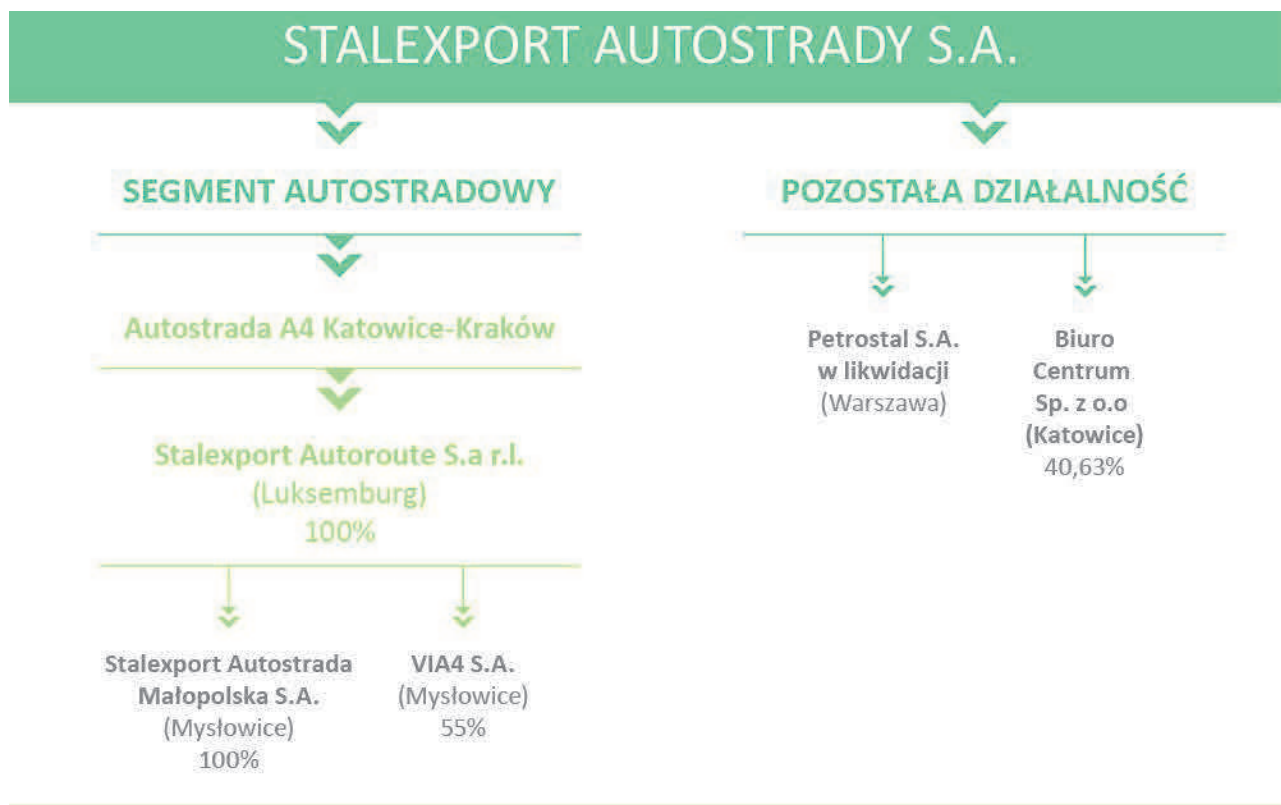 STALEXPORT AUTOSTRADY S.A.
SEGMENT AUTOSTRADOWY
Autostrada A4 Katowice-Kraków
Stalexport Autoroute S.a r.l.
(Luksemburg)
100%
Stalexport Autostrada
Małopolska S.A.
(Mysłowice)
100%
VIA4 S.A.
(Mysłowice)
55%
POZOSTAŁA DZIAŁALNOŚĆ
Petrostal S.A.
w likwidacji
(Warszawa)
Biuro
Centrum
Sp. z o.o
(Katowice)
40,63%